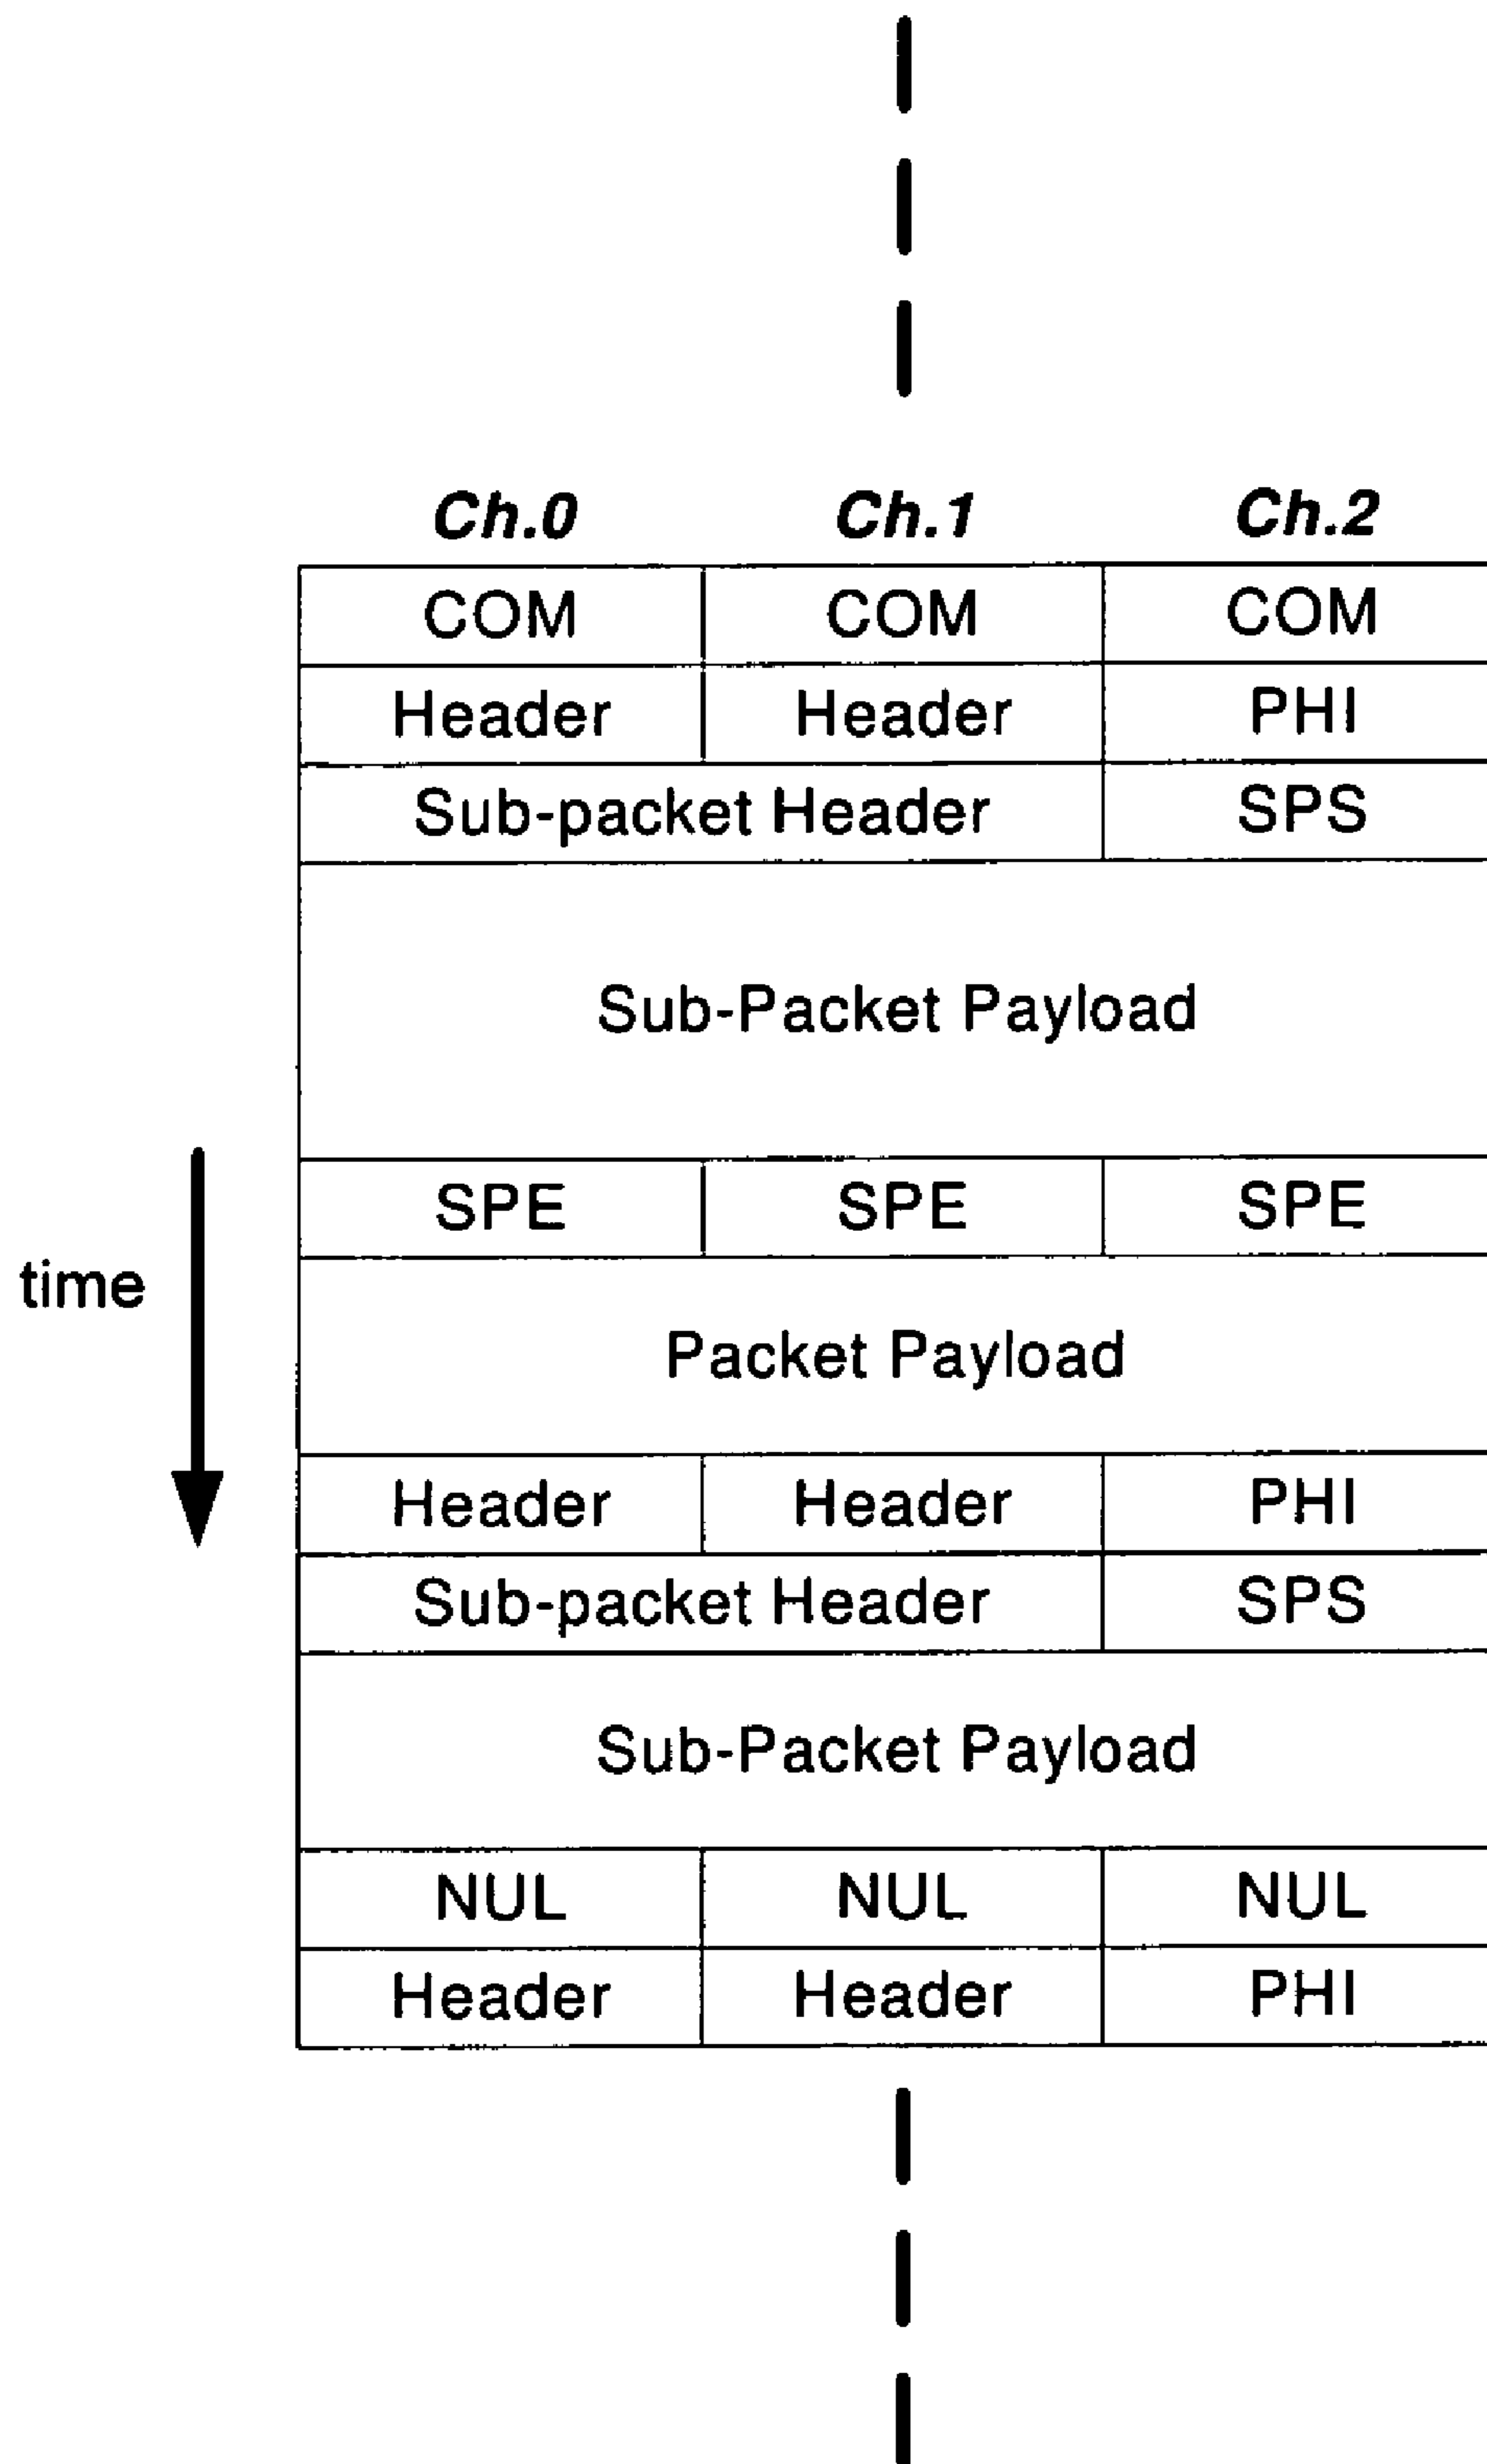 Ch.0 Ch.1 Ch.2
COM COM COM
Header Header PHI
Sub-packet Header SPS
Sub-Packet Payload
SPE SPE SPE
time
Packet Payload
Header Header PHI
Sub-packet Header SPS
Sub-Packet Payload
NUL NUL NUL
Header Header PHI